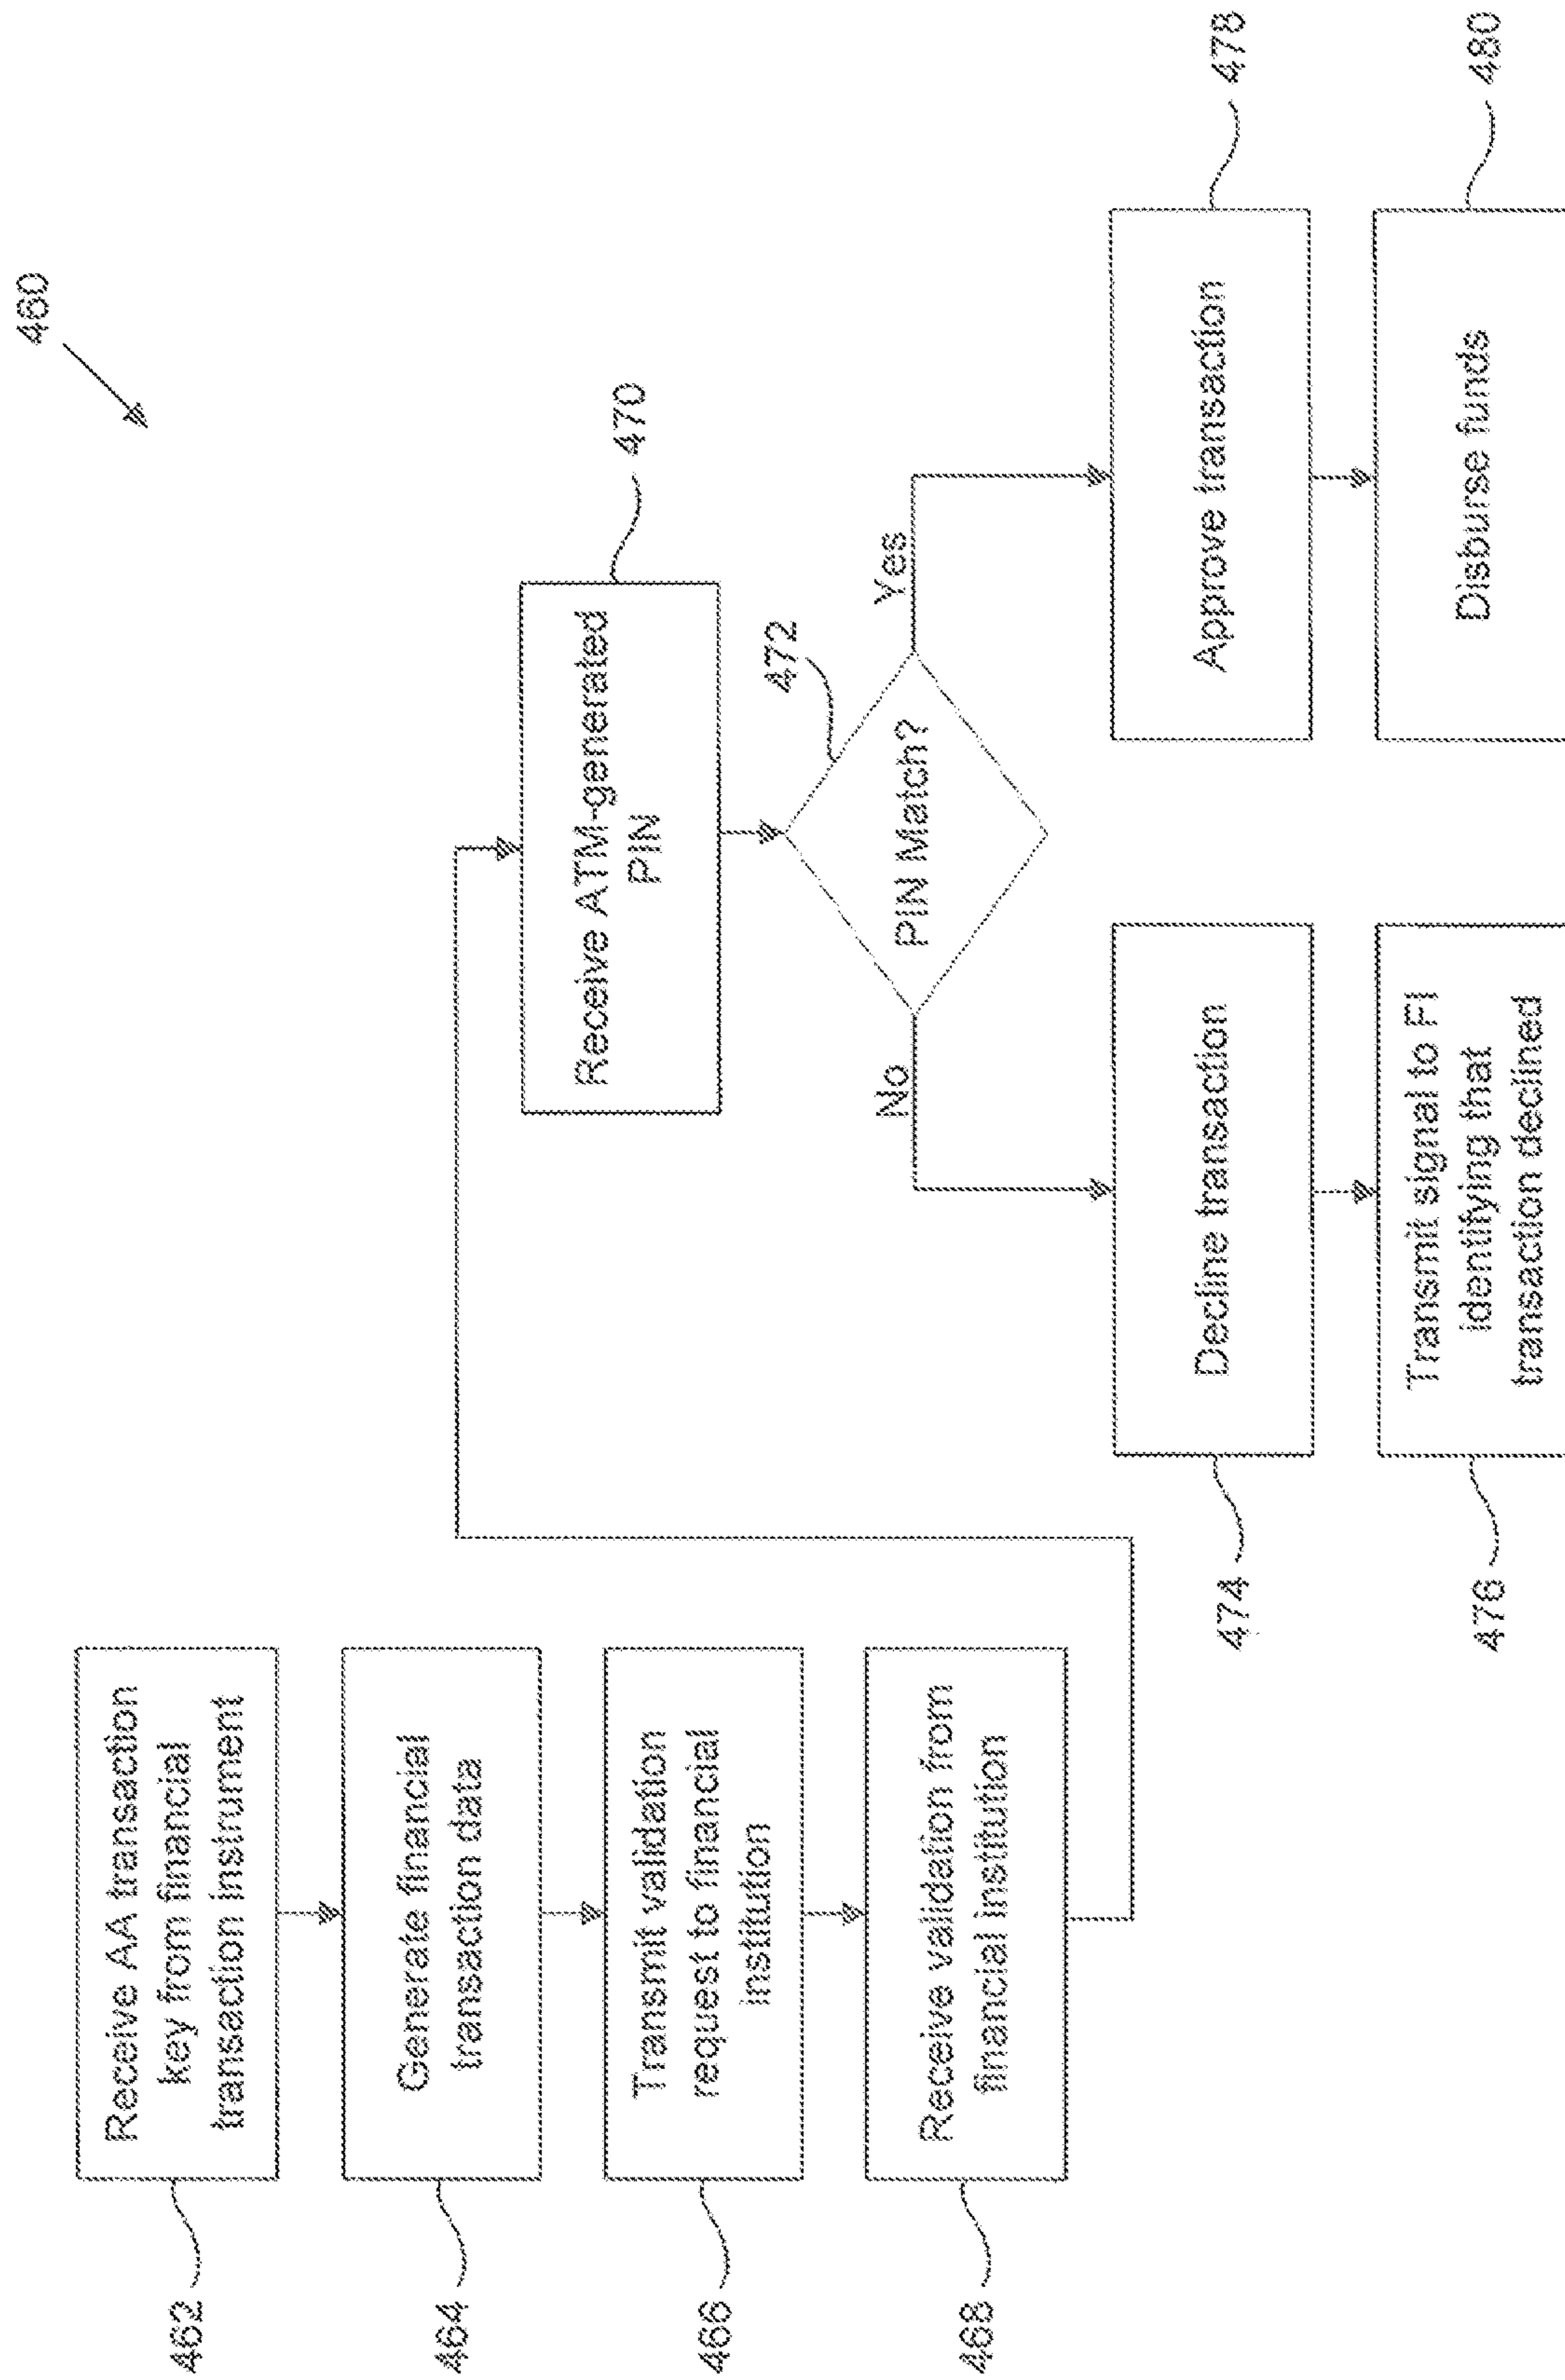 460
462
Receive AA transaction
key from financial
transaction instrument
464
Generate financial
transaction data
466
Transmit validation
request to financial
institution
468
Receive validation from
financial institution
470
Receive ATM-generated
PIN
472
PIN Match?
No
Yes
474
Decline transaction
476
Transmit signal to FI
identifying that
transaction declined
478
Approve transaction
480
Disburse funds